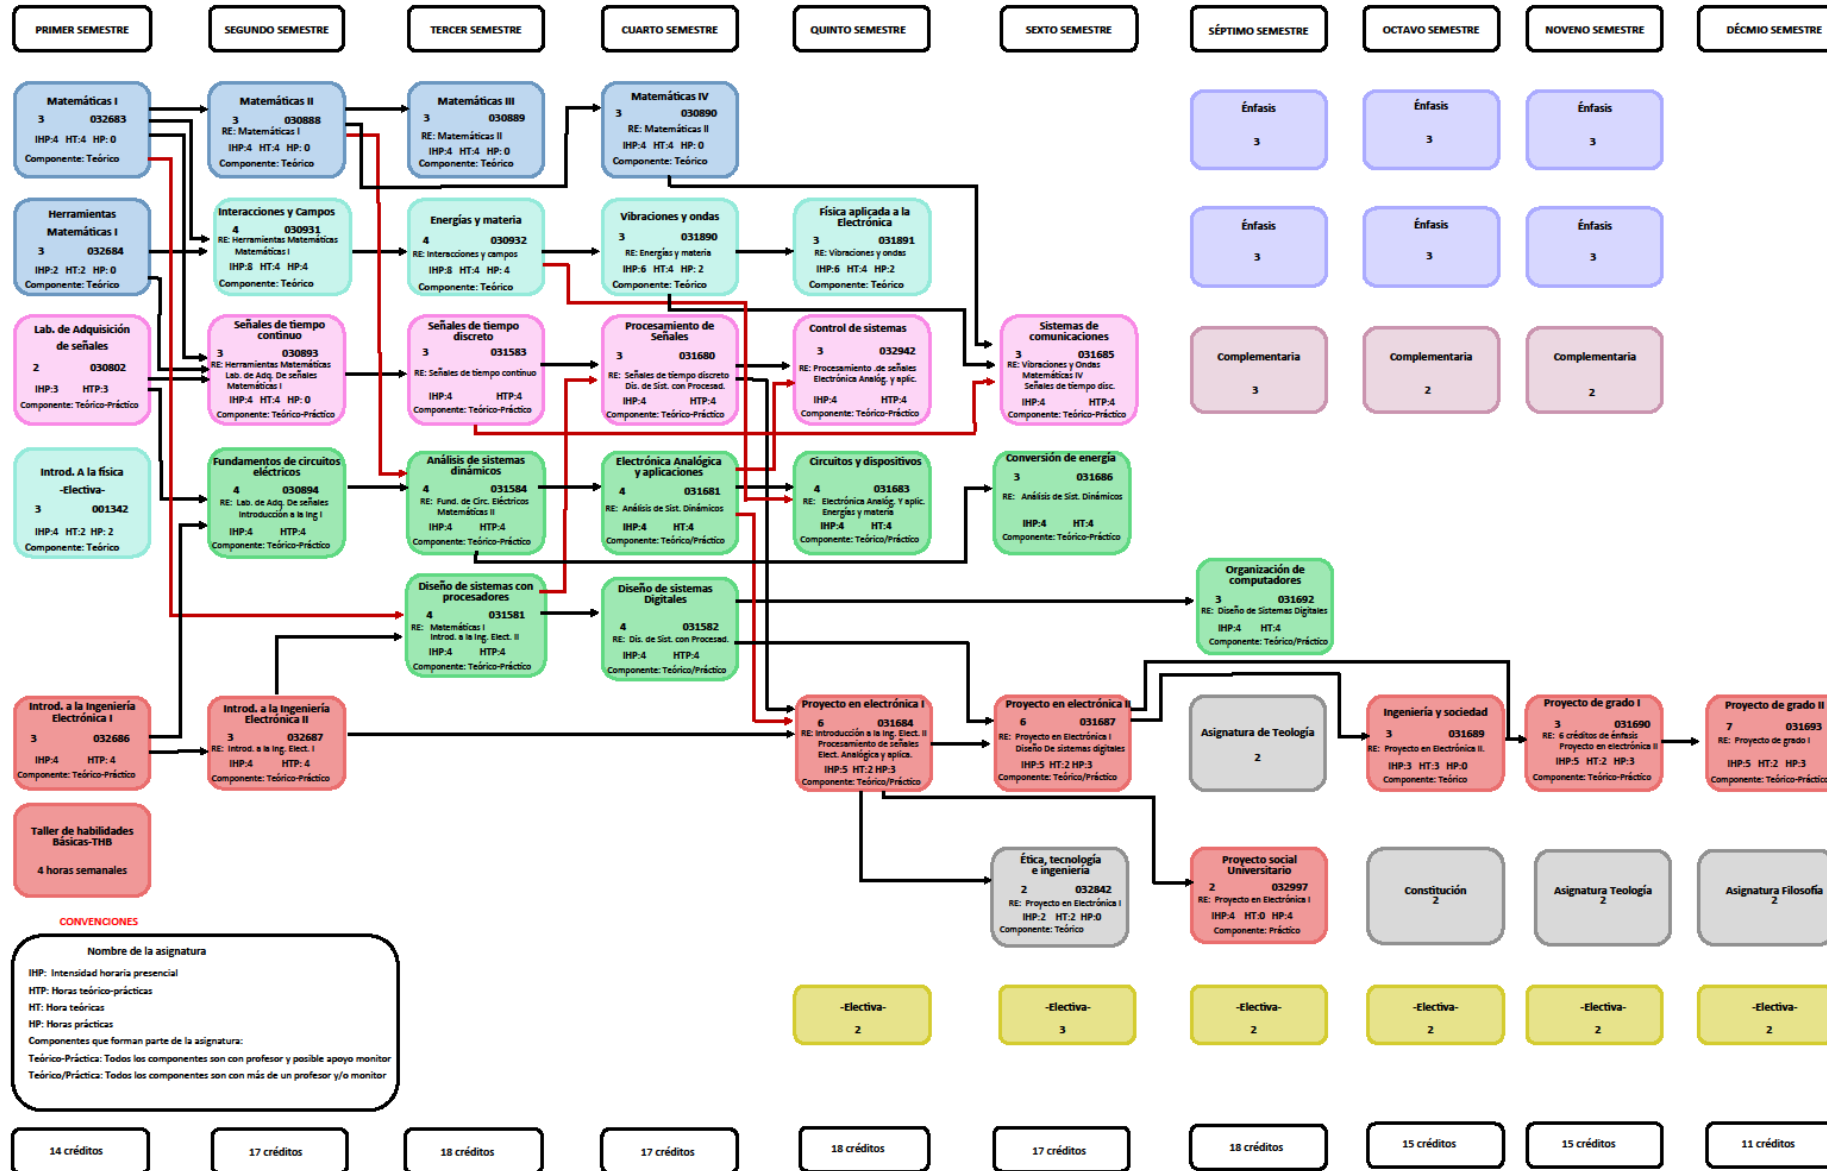 PRIMER SEMESTRE
SEGUNDO SEMESTRE
TERCER SEMESTRE
CUARTO SEMESTRE
QUINTO SEMESTRE
SEXTO SEMESTRE
SÉPTIMO SEMESTRE
OCTAVO SEMESTRE
NOVENO SEMESTRE
DÉCMIO SEMESTRE
Matemáticas I
3 032683
IHP:4 HT:4 HP: 0
Componente: Teórico
Matemáticas II
3 030888
RE: Matemáticas I
IHP:4 HT:4 HP: 0
Componente: Teórico
Matemáticas III
3 030889
RE: Matemáticas II
IHP:4 HT:4 HP: 0
Componente: Teórico
Matemáticas IV
3 030890
RE: Matemáticas II
IHP:4 HT:4 HP: 0
Componente: Teórico
Énfasis
3
Énfasis
3
Énfasis
3
Herramientas
Matemáticas I
3 032684
IHP:2 HT:2 HP: 0
Componente: Teórico
Interacciones y Campos
4 030931
RE: Herramientas Matemáticas
Matemáticas I
IHP:8 HT:4 HP:4
Componente: Teórico
Energías y materia
4 030932
RE: Interacciones y campos
IHP:8 HT:4 HP: 4
Componente: Teórico
Vibraciones y ondas
3 031890
RE: Energías y materia
IHP:6 HT:4 HP: 2
Componente: Teórico
Física aplicada a la
Electrónica
3 031891
RE: Vibraciones y ondas
IHP:6 HT:4 HP:2
Componente: Teórico
Énfasis
3
Énfasis
3
Énfasis
3
Lab. de Adquisición
de señales
2 030802
IHP:3 HTP:3
Componente: Teórico-Práctico
Señales de tiempo
continuo
3 030893
RE: Herramientas Matemáticas
Lab. de Adq. De señales
Matemáticas I
IHP:4 HT:4 HP: 0
Componente: Teórico-Práctico
Señales de tiempo
discreto
3 031583
RE: Señales de tiempo continuo
IHP:4 HTP:4
Componente: Teórico-Práctico
Procesamiento de
Señales
3 031680
RE: Señales de tiempo discreto
Dis. de Sist. con Procesad.
IHP:4 HTP:4
Componente: Teórico-Práctico
Control de sistemas
3 032942
RE: Procesamiento .de señales
Electrónica Analóg. y aplic.
IHP:4 HTP:4
Componente: Teórico-Práctico
Sistemas de
comunicaciones
3 031685
RE: Vibraciones y Ondas
Matemáticas IV
Señales de tiempo disc.
IHP:4 HTP:4
Componente: Teórico-Práctico
Complementaria
3
Complementaria
2
Complementaria
2
Introd. A la física
-Electiva-
3 001342
IHP:4 HT:2 HP: 2
Componente: Teórico
Fundamentos de circuitos
eléctricos
4 030894
RE: Lab. de Adq. De señales
Introducción a la Ing I
IHP:4 HTP:4
Componente: Teórico-Práctico
Análisis de sistemas
dinámicos
4 031584
RE: Fund. de Circ. Eléctricos
Matemáticas II
IHP:4 HTP:4
Componente: Teórico-Práctico
Electrónica Analógica
y aplicaciones
4 031681
RE: Análisis de Sist. Dinámicos
IHP:4 HT:4
Componente: Teórico/Práctico
Circuitos y dispositivos
4 031683
RE: Electrónica Analóg. Y aplic.
Energías y materia
IHP:4 HT:4
Componente: Teórico/Práctico
Conversión de energía
3 031686
RE: Análisis de Sist. Dinámicos
IHP:4 HT:4
Componente: Teórico-Práctico
Diseño de sistemas con
procesadores
4 031581
RE: Matemáticas I
Introd. a la Ing. Elect. II
IHP:4 HTP:4
Componente: Teórico-Práctico
Diseño de sistemas
Digitales
4 031582
RE: Dis. de Sist. con Procesad.
IHP:4 HTP:4
Componente: Teórico/Práctico
Organización de
computadores
3 031692
RE: Diseño de Sistemas Digitales
IHP:4 HT:4
Componente: Teórico/Práctico
Introd. a la Ingeniería
Electrónica I
3 032686
IHP:4 HTP: 4
Componente: Teórico-Práctico
Introd. a la Ingeniería
Electrónica II
3 032687
RE: Introd. a la Ing. Elect. I
IHP:4 HTP: 4
Componente: Teórico-Práctico
Proyecto en electrónica I
6 031684
RE: Introducción a la Ing. Elect. II
Procesamiento de señales
Elect. Analógica y aplica.
IHP:5 HT:2 HP:3
Componente: Teórico/Práctico
Proyecto en electrónica II
6 031687
RE: Proyecto en Electrónica I
Diseño De sistemas digitales
IHP:5 HT:2 HP:3
Componente: Teórico/Práctico
Asignatura de Teología
2
Ingeniería y sociedad
3 031689
RE: Proyecto en Electrónica II.
IHP:3 HT:3 HP:0
Componente: Teórico
Proyecto de grado I
3 031690
RE: 6 créditos de énfasis
Proyecto en electrónica II
IHP:5 HT:2 HP:3
Componente: Teórico-Práctico
Proyecto de grado II
7 031693
RE: Proyecto de grado I
IHP:5 HT:2 HP:3
Componente: Teórico-Práctico
Taller de habilidades
Básicas-THB
4 horas semanales
Ética, tecnología
e ingeniería
2 032842
RE: Proyecto en Electrónica I
IHP:2 HT:2 HP:0
Componente: Teórico
Proyecto social
Universitario
2 032997
RE: Proyecto en Electrónica I
IHP:4 HT:0 HP:4
Componente: Práctico
Constitución
2
Asignatura Teología
2
Asignatura Filosofía
2
CONVENCIONES
Nombre de la asignatura
IHP: Intensidad horaria presencial
HTP: Horas teórico-prácticas
HT: Hora teóricas
HP: Horas prácticas
Componentes que forman parte de la asignatura:
Teórico-Práctica: Todos los componentes son con profesor y posible apoyo monitor
Teórico/Práctica: Todos los componentes son con más de un profesor y/o monitor
-Electiva-
2
-Electiva-
3
-Electiva-
2
-Electiva-
2
-Electiva-
2
-Electiva-
2
14 créditos
17 créditos
18 créditos
17 créditos
18 créditos
17 créditos
18 créditos
15 créditos
15 créditos
11 créditos